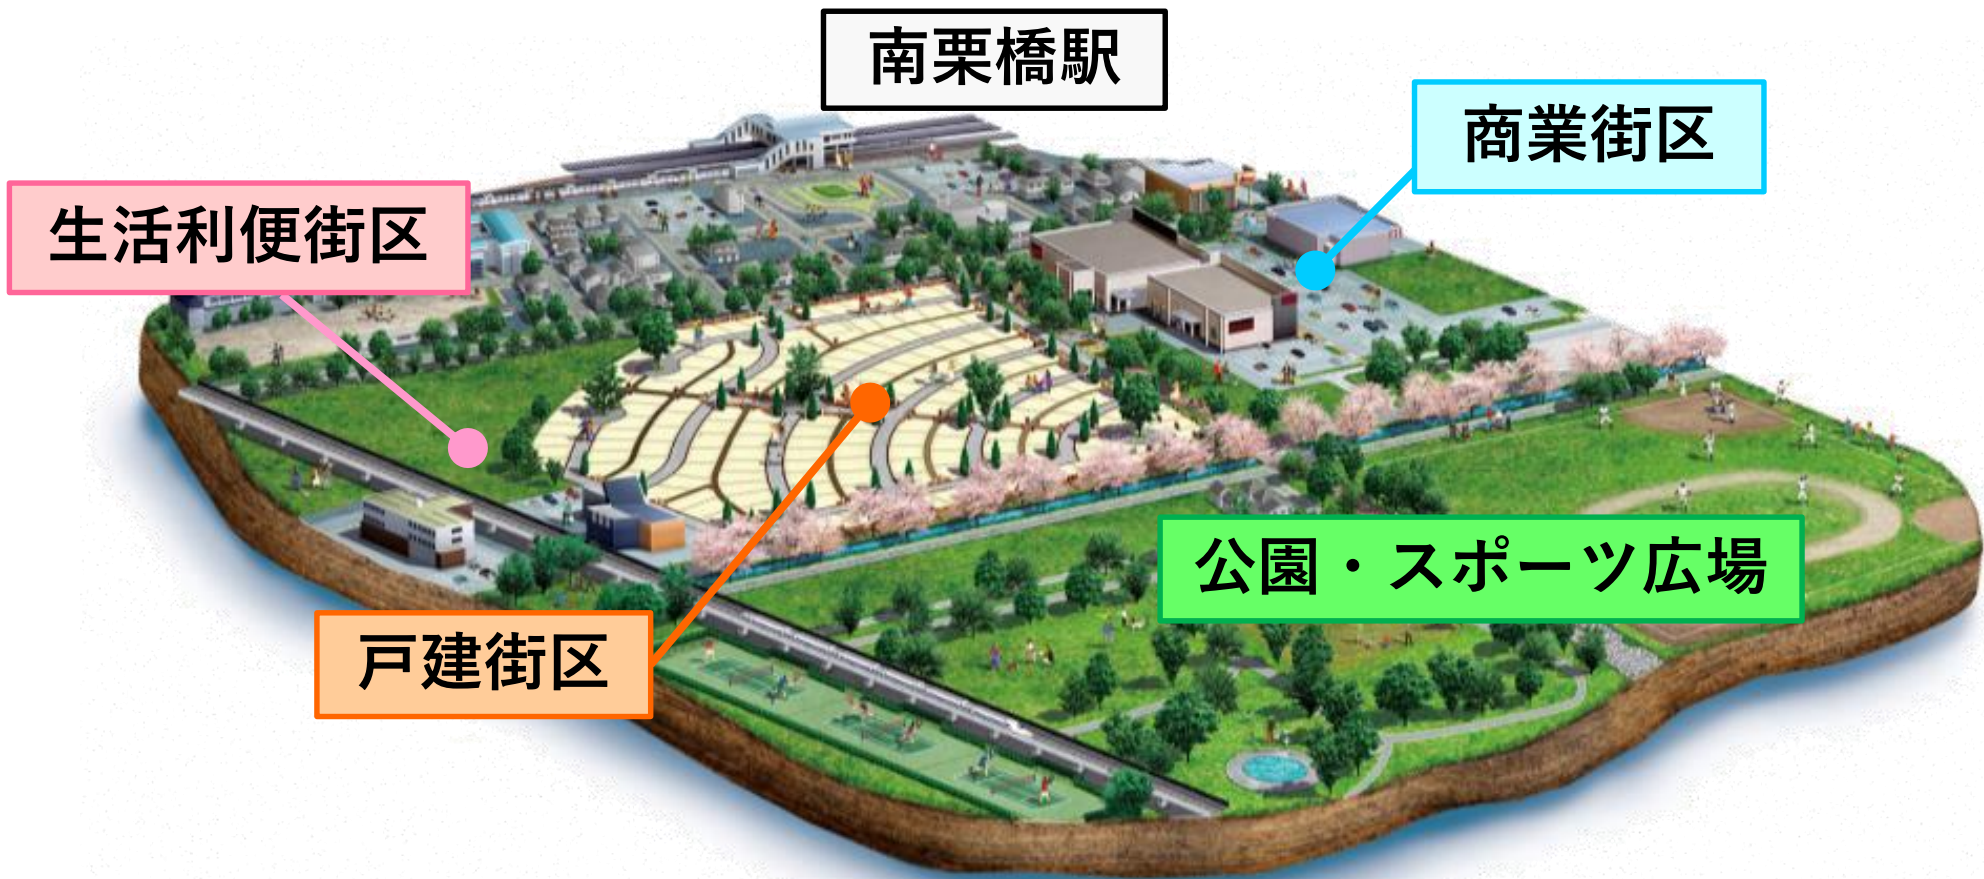 南栗橋駅
商業街区
生活利便街区
公園・スポーツ広場
戸建街区